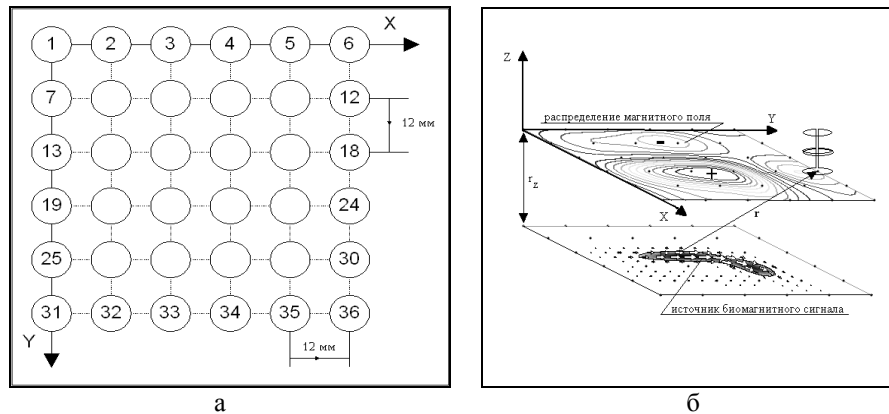 X
1 2 3 4 5 6
7 12
12 мм
13 18
19 24
25 30
31 32 33 34 35 36
Y
12 мм
а
Z
распределение магнитного поля
Y
-
+
r
z
X
r
источник биомагнитного сигнала
б